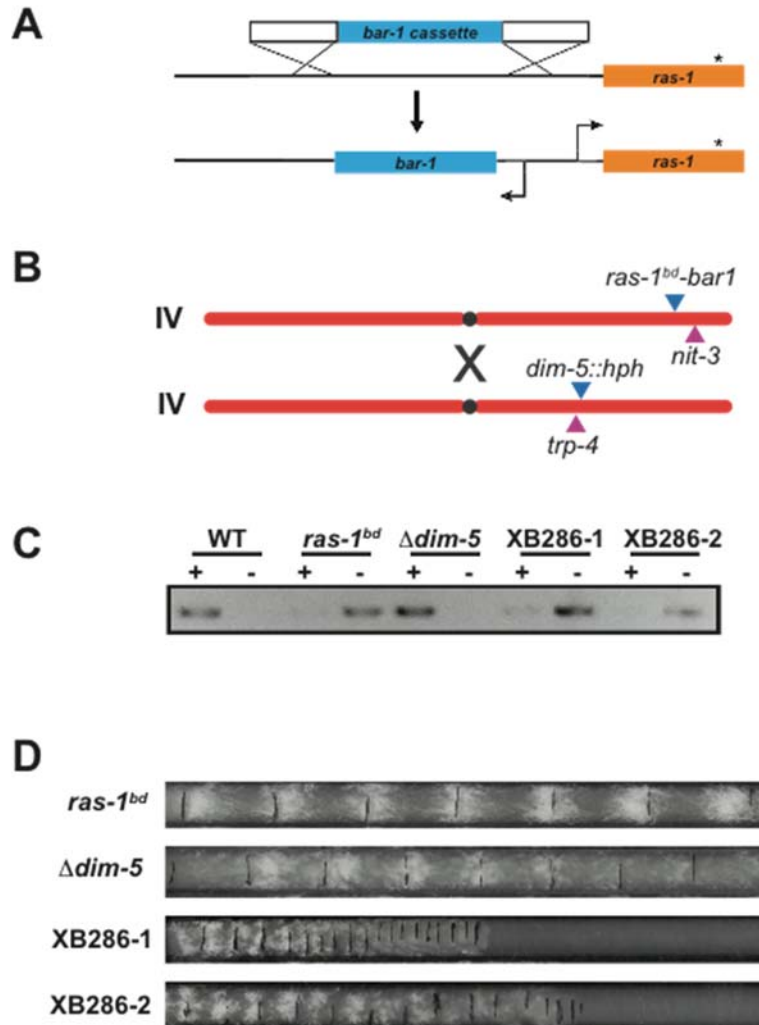 A
bar-1 cassette
*
ras-1
bar-1
*
ras-1
B
ras-1bd-bar1
IV
nit-3
X
dim-5::hph
IV
trp-4
C
WT ras-1bd Δdim-5 XB286-1 XB286-2
+ - + - + - + - + -
D
ras-1bd
Δdim-5
XB286-1
XB286-2